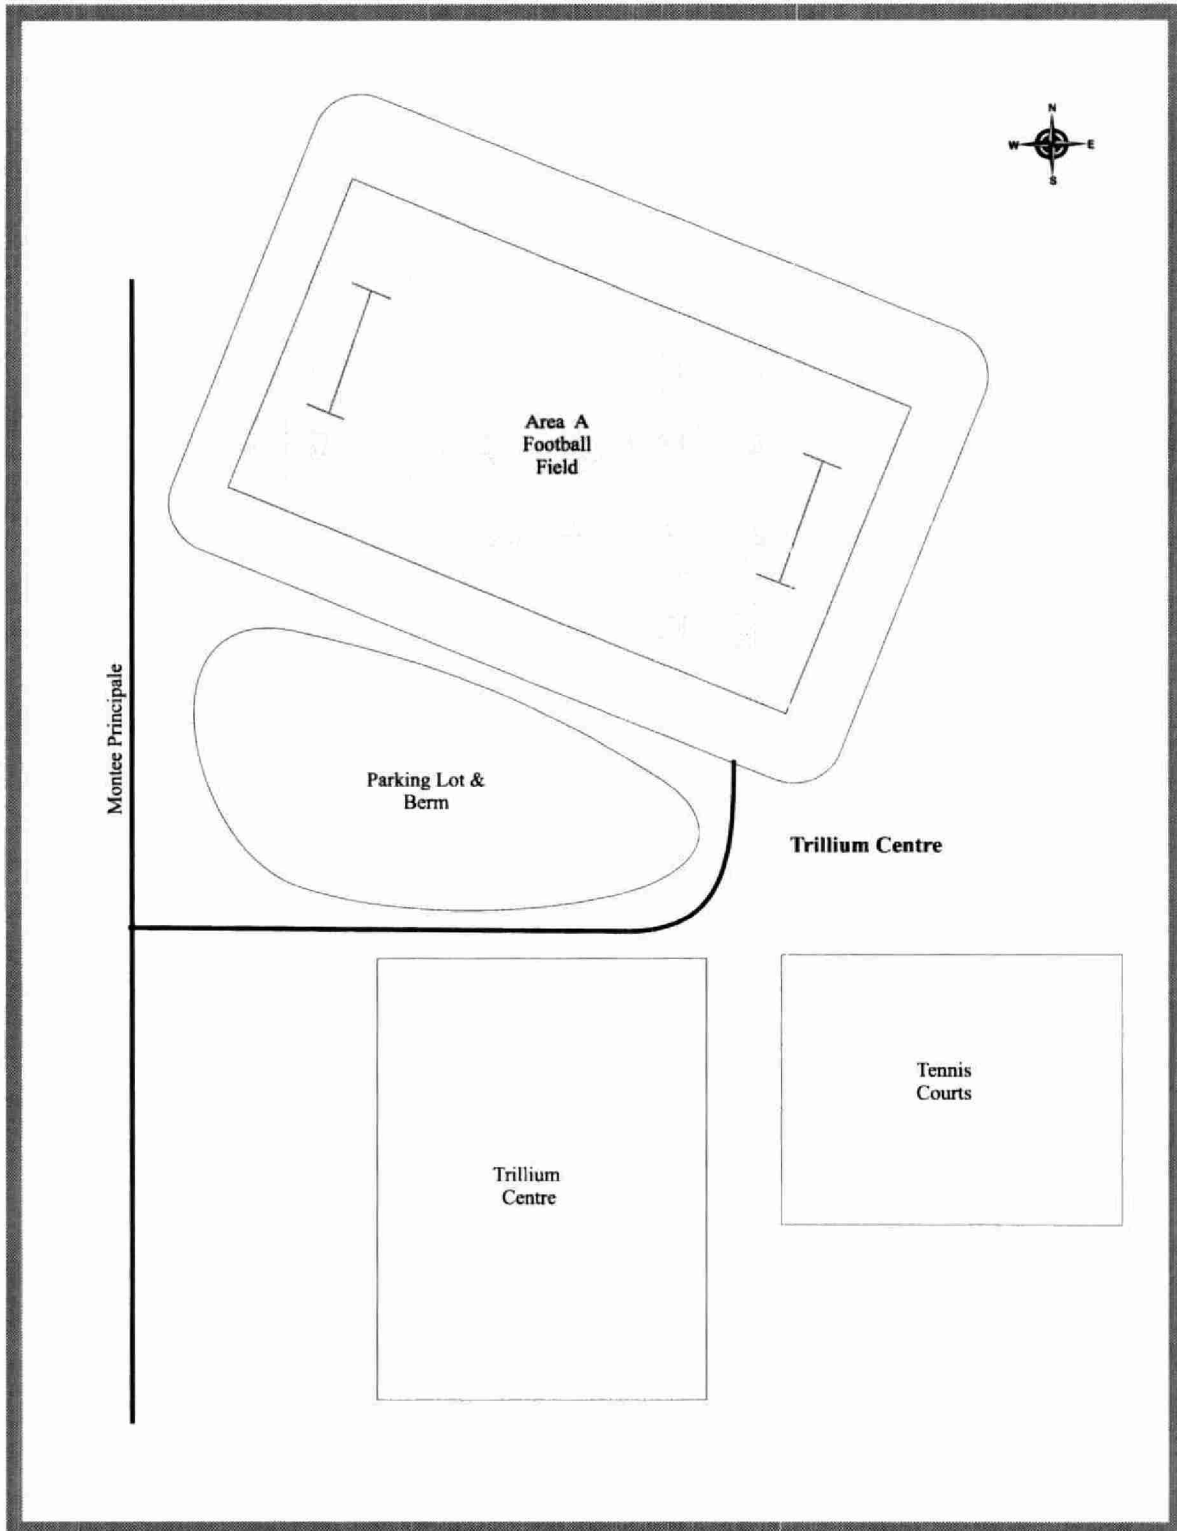 N
W E
S
Area A
Football
Field
Montee Principale
Parking Lot &
Berm
Trillium Centre
Tennis
Courts
Trillium
Centre